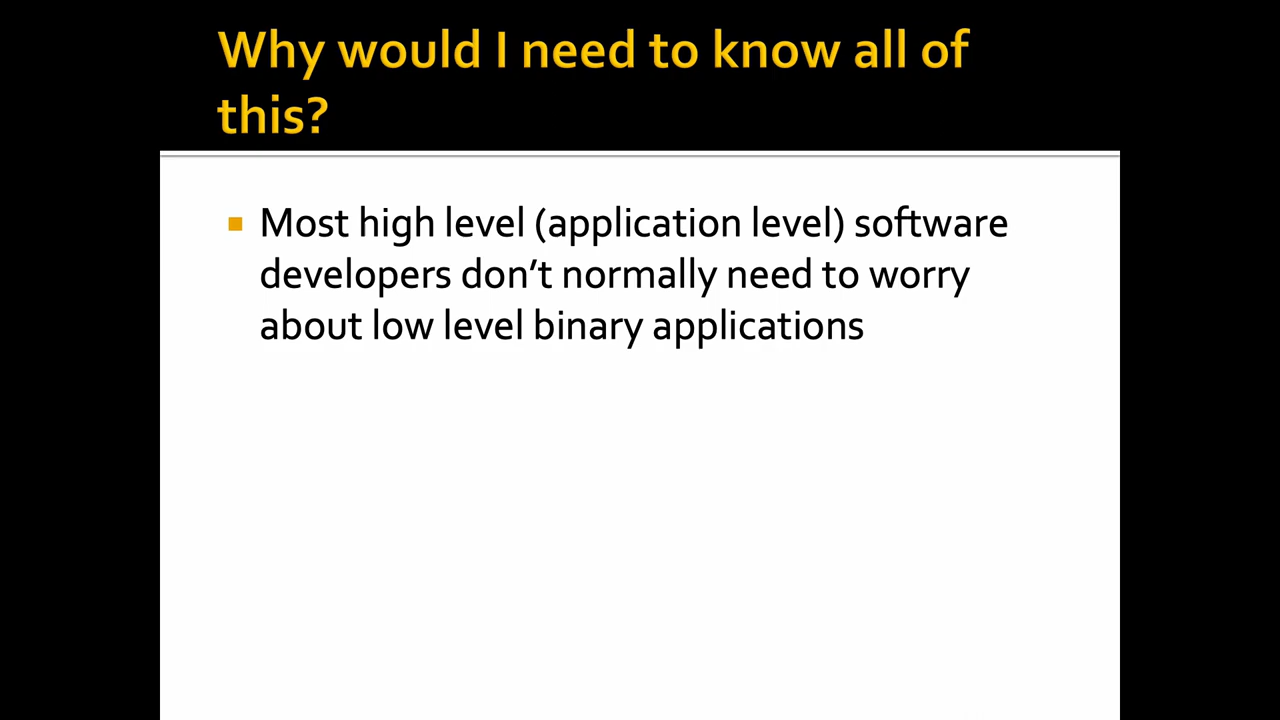 Why would I need to know all of
this?
Most high level (application level) software
developers don’t normally need to worry
about low level binary applications